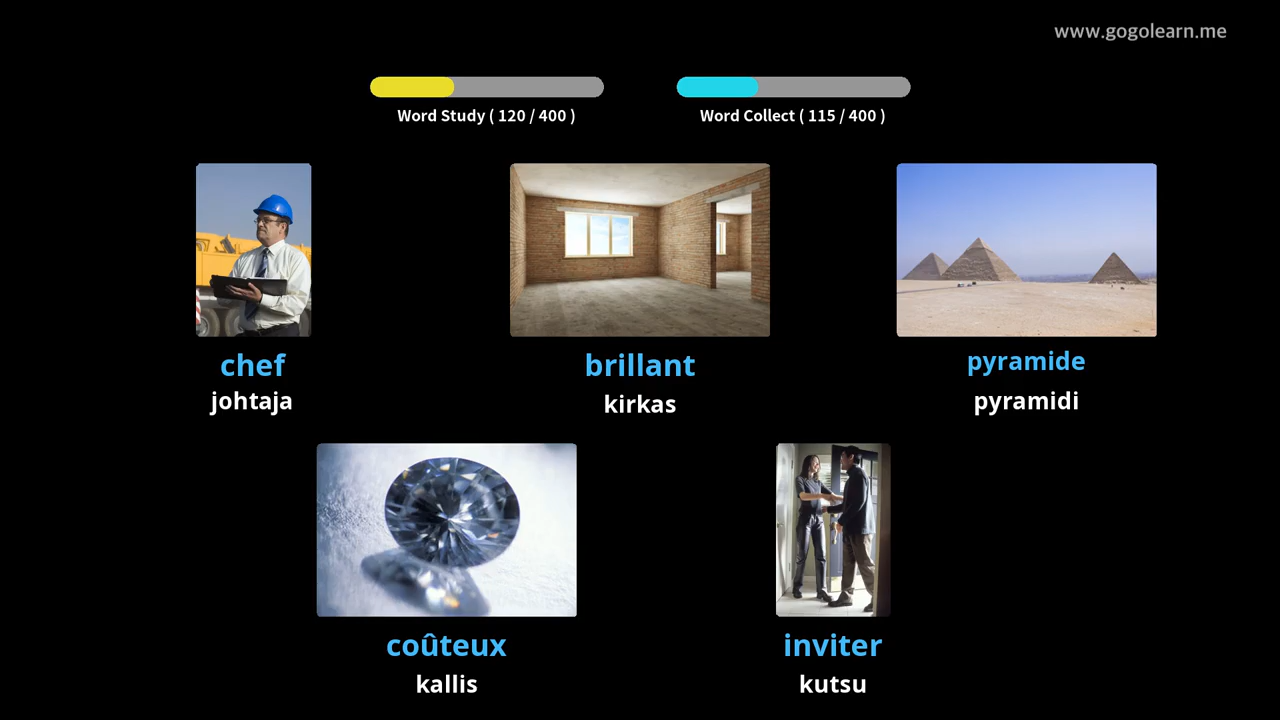 www.gogolearn.me
Word Study ( 120 / 400 )
Word Collect ( 115 / 400 )
chef
johtaja
brillant
kirkas
pyramide
pyramidi
coûteux
kallis
inviter
kutsu